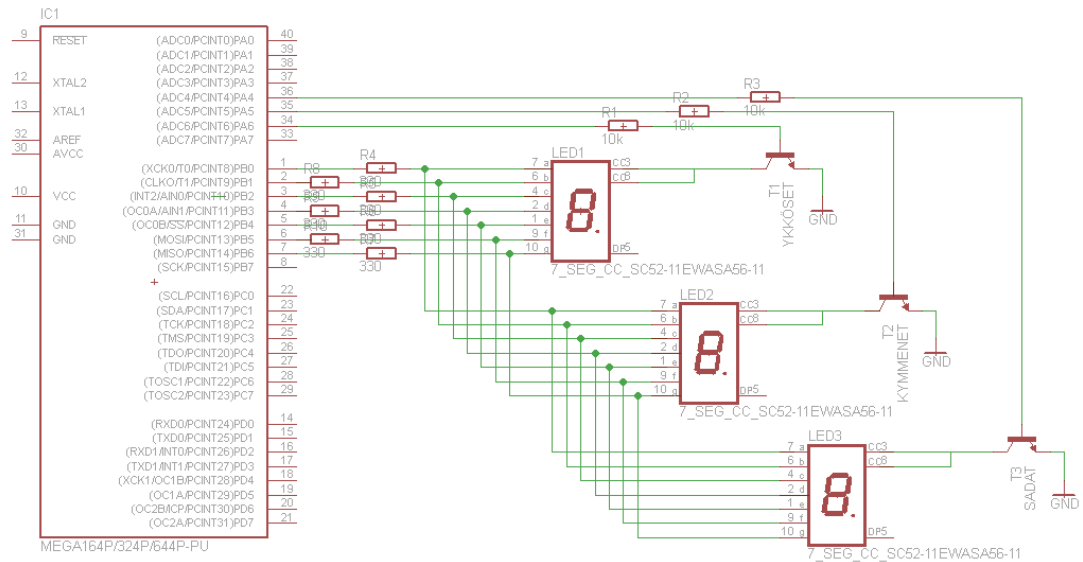 IC1
9 RESET
12 XTAL2
13 XTAL1
32 AREF
30 AVCC
10 VCC
11 GND
31 GND
(ADC0/PCINT0)PA0 40
(ADC1/PCINT1)PA1 39
(ADC2/PCINT2)PA2 38
(ADC3/PCINT3)PA3 37
(ADC4/PCINT4)PA4 36
(ADC5/PCINT5)PA5 35
(ADC6/PCINT6)PA6 34
(ADC7/PCINT7)PA7 33
(XCK0/T0/PCINT8)PB0 1
(CLKO/T1/PCINT9)PB1 2
(INT2/AIN0/PCINT10)PB2 3
(OC0A/AIN1/PCINT11)PB3 4
(OC0B/SS/PCINT12)PB4 5
(MOSI/PCINT13)PB5 6
(MISO/PCINT14)PB6 7
(SCK/PCINT15)PB7 8
(SCL/PCINT16)PC0 22
(SDA/PCINT17)PC1 23
(TCK/PCINT18)PC2 24
(TMS/PCINT19)PC3 25
(TDO/PCINT20)PC4 26
(TDI/PCINT21)PC5 27
(TOSC1/PCINT22)PC6 28
(TOSC2/PCINT23)PC7 29
(RXD0/PCINT24)PD0 14
(TXD0/PCINT25)PD1 15
(RXD1/INT0/PCINT26)PD2 16
(TXD1/INT1/PCINT27)PD3 17
(XCK1/OC1B/PCINT28)PD4 18
(OC1A/PCINT29)PD5 19
(OC2B/ICP/PCINT30)PD6 20
(OC2A/PCINT31)PD7 21
MEGA164P/324P/644P-PU
R3
10k
R2
10k
R1
10k
R4
R8
R10
330
330
LED1
7 a
6 b
4 c
2 d
1 e
9 f
10 g
CC3
CC8
DP5
7_SEG_CC_SC52-11EWASA56-11
T1
YKKÖSET
GND
LED2
7 a
6 b
4 c
2 d
1 e
9 f
10 g
CC3
CC8
DP5
7_SEG_CC_SC52-11EWASA56-11
T2
KYMMENET
GND
LED3
7 a
6 b
4 c
2 d
1 e
9 f
10 g
CC3
CC8
DP5
7_SEG_CC_SC52-11EWASA56-11
T3
SADAT
GND